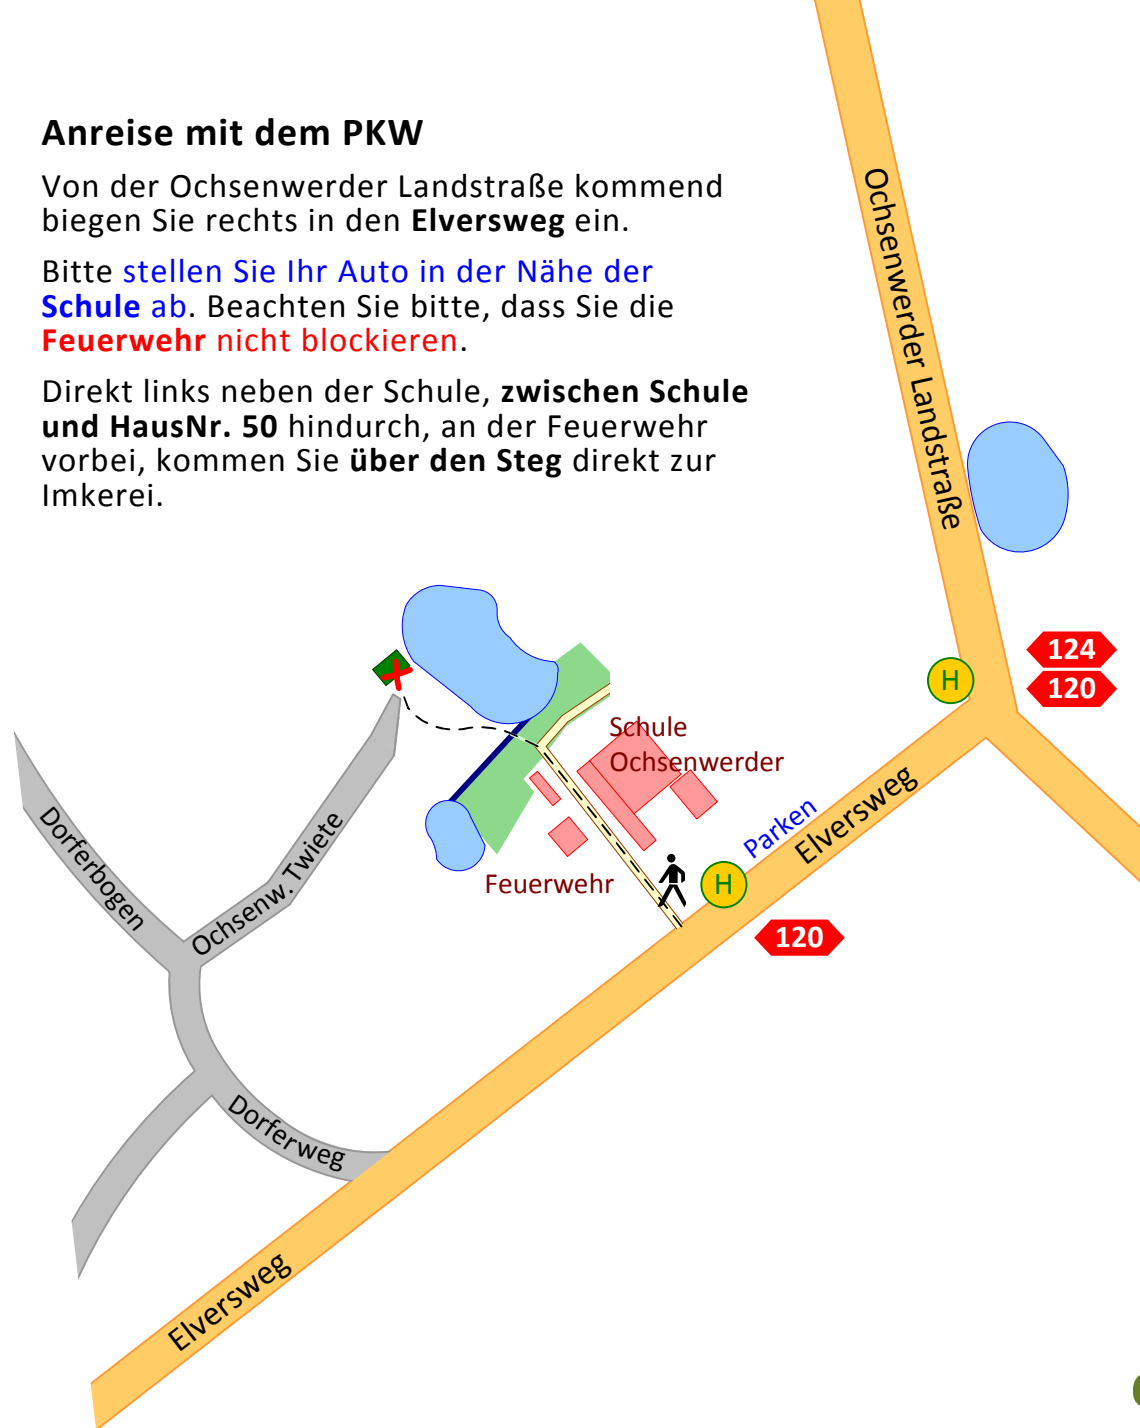 Anreise mit dem PKW
Von der Ochsenwerder Landstraße kommend
biegen Sie rechts in den Elversweg ein.
Bitte stellen Sie Ihr Auto in der Nähe der
Schule ab. Beachten Sie bitte, dass Sie die
Feuerwehr nicht blockieren.
Direkt links neben der Schule, zwischen Schule
und HausNr. 50 hindurch, an der Feuerwehr
vorbei, kommen Sie über den Steg direkt zur
Imkerei.
Ochsenwerder Landstraße
124
H
120
Schule
Ochsenwerder
Parken
Elversweg
Feuerwehr
H
120
Dorferbogen
Ochsenw. Twiete
Dorferweg
Elversweg